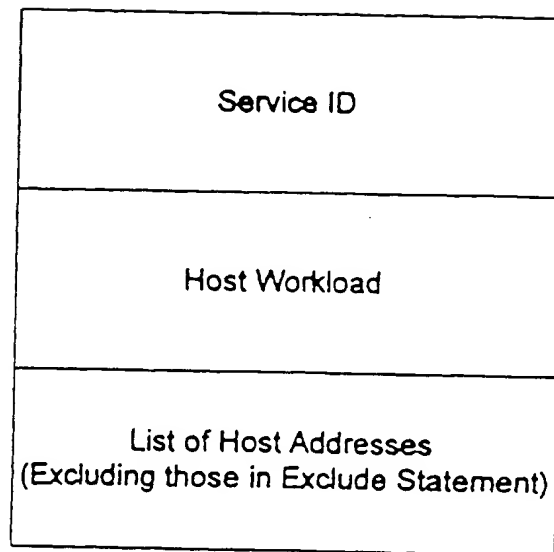 Service ID
Host Workload
List of Host Addresses
(Excluding those in Exclude Statement)